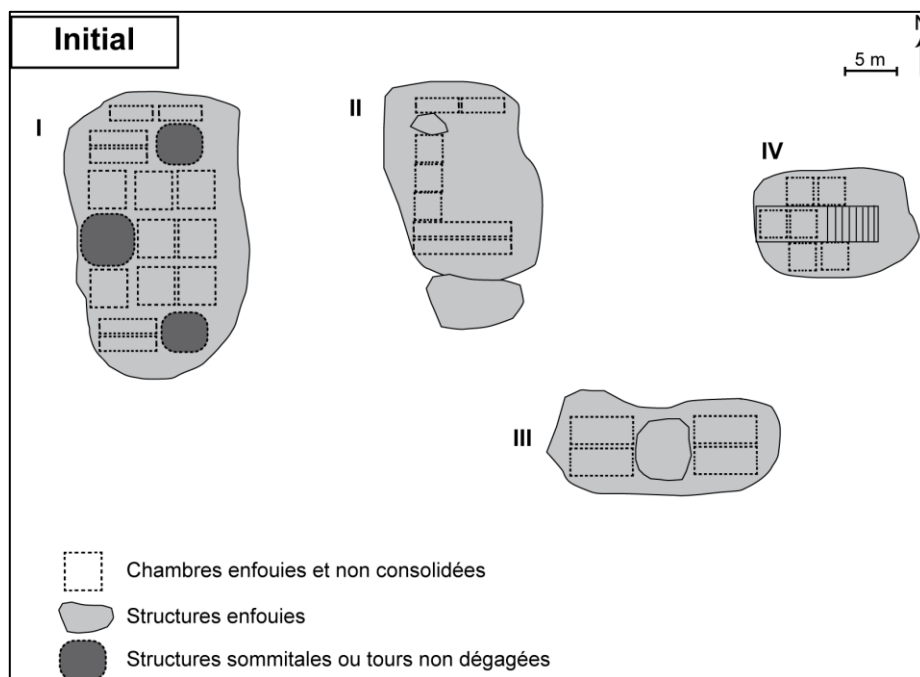 Initial
N
5 m
I
II
IV
III
Chambres enfouies et non consolidées
Structures enfouies
Structures sommitales ou tours non dégagées